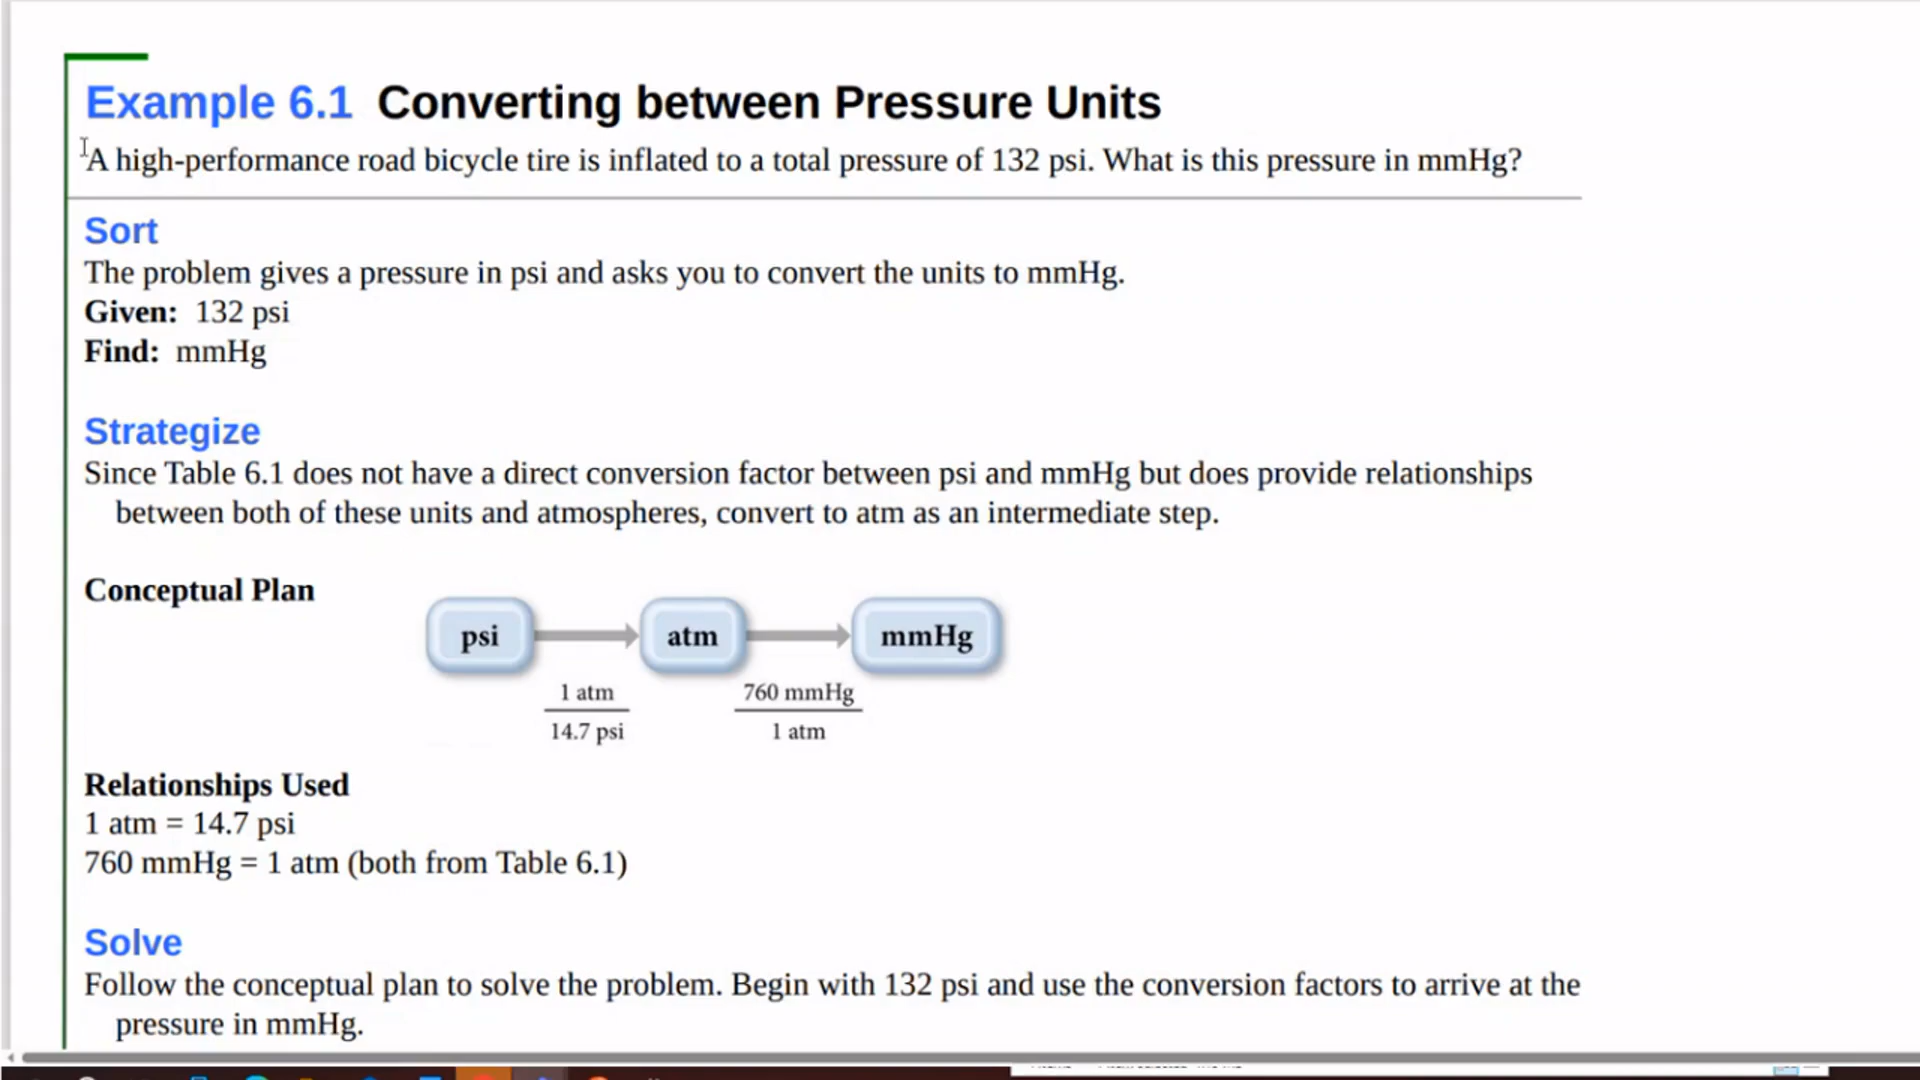 Example 6.1 Converting between Pressure Units
A high-performance road bicycle tire is inflated to a total pressure of 132 psi. What is this pressure in mmHg?
Sort
The problem gives a pressure in psi and asks you to convert the units to mmHg.
Given: 132 psi
Find: mmHg
Strategize
Since Table 6.1 does not have a direct conversion factor between psi and mmHg but does provide relationships
between both of these units and atmospheres, convert to atm as an intermediate step.
Conceptual Plan
psi atm mmHg
1 atm 760 mmHg
14.7 psi 1 atm
Relationships Used
1 atm = 14.7 psi
760 mmHg = 1 atm (both from Table 6.1)
Solve
Follow the conceptual plan to solve the problem. Begin with 132 psi and use the conversion factors to arrive at the
pressure in mmHg.